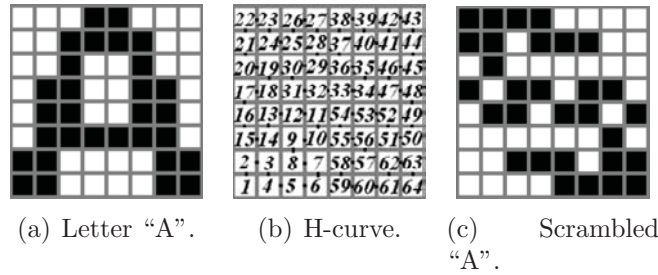 22 23 26 27 38 39 42 43
21 24 25 28 37 40 41 44
20 19 30 29 36 35 46 45
17 18 31 32 33 34 47 48
16 13 12 11 54 53 52 49
15 14 9 10 55 56 51 50
2 3 8 7 58 57 62 63
1 4 5 6 59 60 61 64
(a) Letter “A”.
(b) H-curve.
(c) Scrambled
“A”.